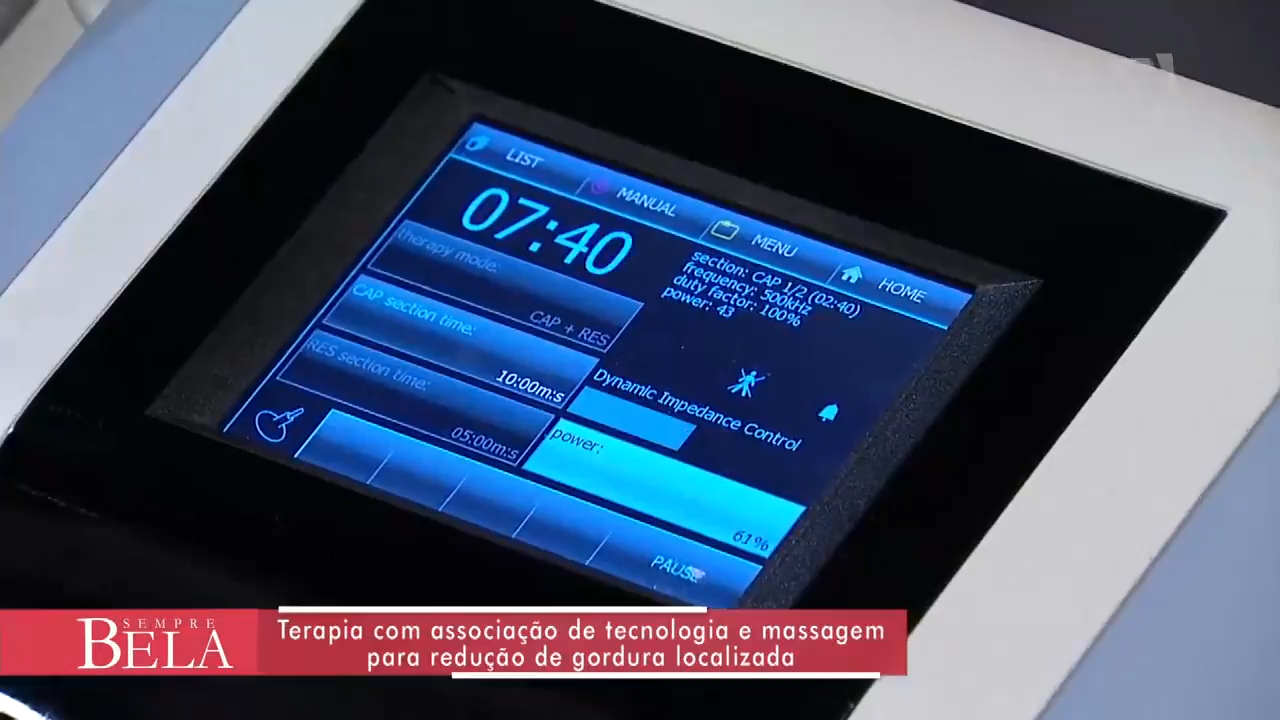 LIST
MANUAL
MENU
HOME
07:40
section: CAP 1/2 (02:40)
frequency: 500kHz
duty factor: 100%
power: 43
therapy mode:
CAP + RES
CAP section time:
10:00m:s
RES section time:
05:00m:s
Dynamic Impedance Control
power:
61%
PAUSE
SEMPRE
BELA
Terapia com associação de tecnologia e massagem
para redução de gordura localizada